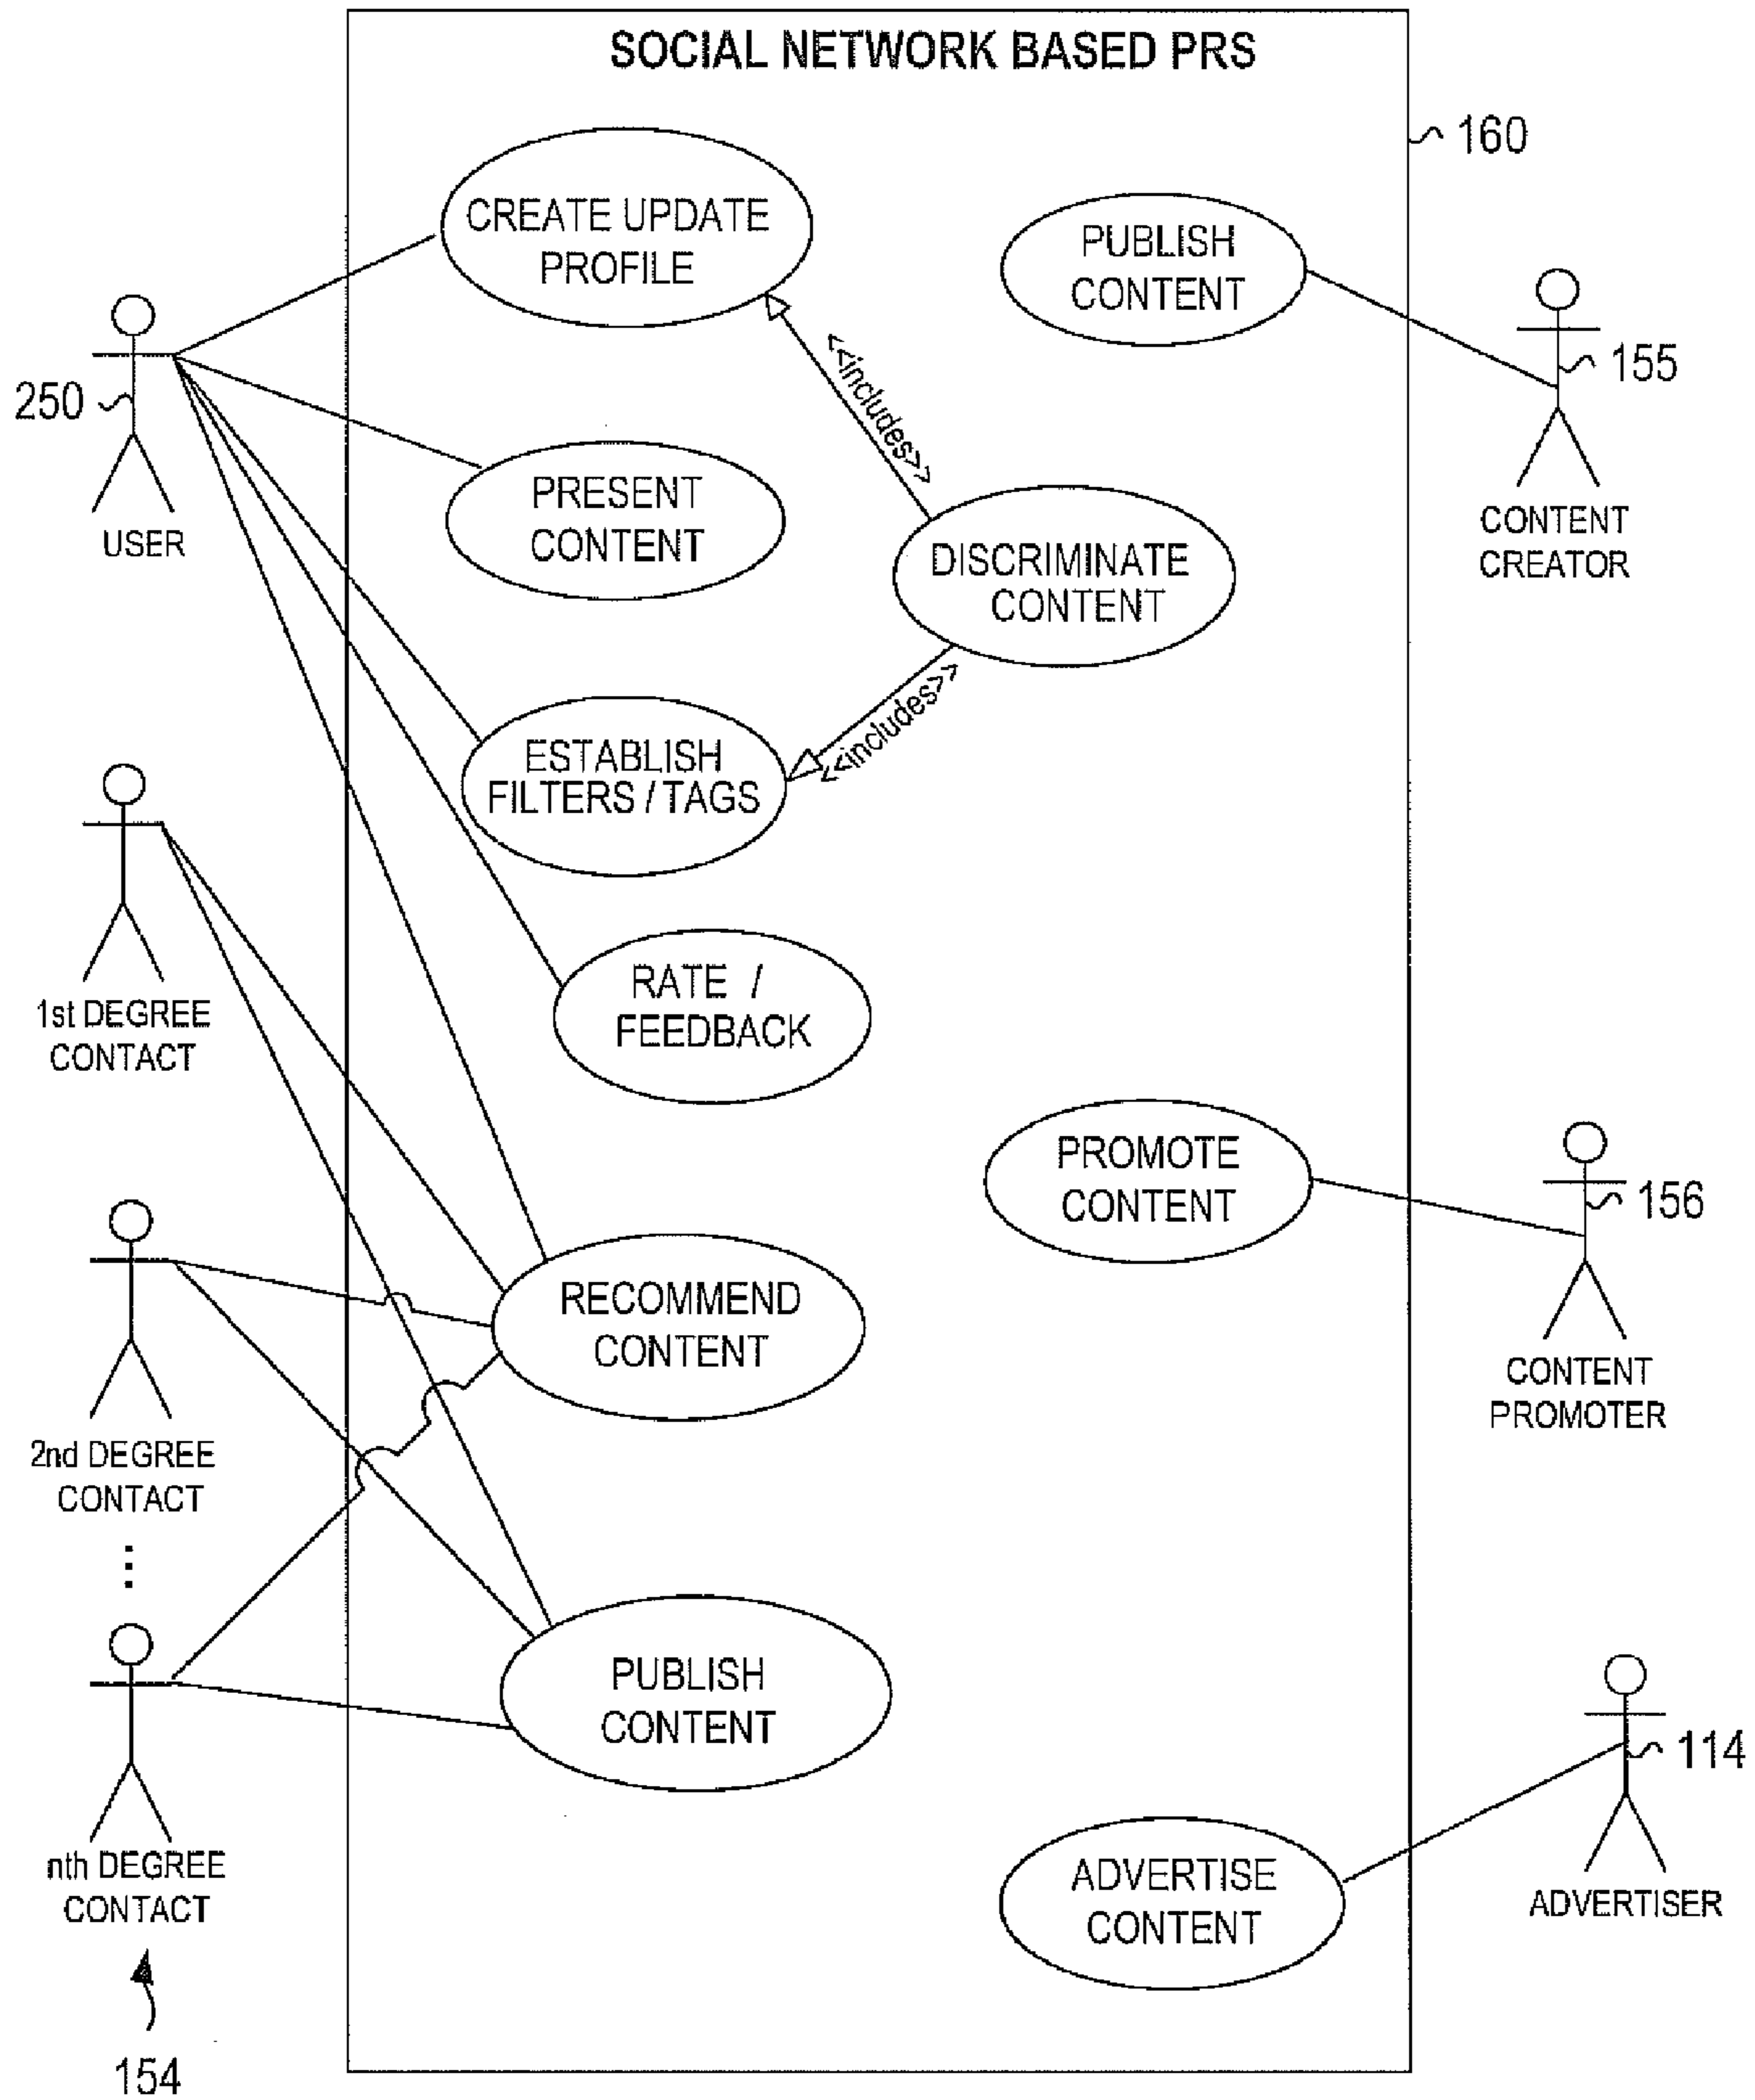 SOCIAL NETWORK BASED PRS
160
CREATE UPDATE
PROFILE
PUBLISH
CONTENT
155
CONTENT
CREATOR
250
USER
<<includes>>
PRESENT
CONTENT
DISCRIMINATE
CONTENT
<<includes>>
ESTABLISH
FILTERS / TAGS
1st DEGREE
CONTACT
RATE /
FEEDBACK
PROMOTE
CONTENT
156
CONTENT
PROMOTER
RECOMMEND
CONTENT
2nd DEGREE
CONTACT
PUBLISH
CONTENT
114
ADVERTISER
nth DEGREE
CONTACT
ADVERTISE
CONTENT
154